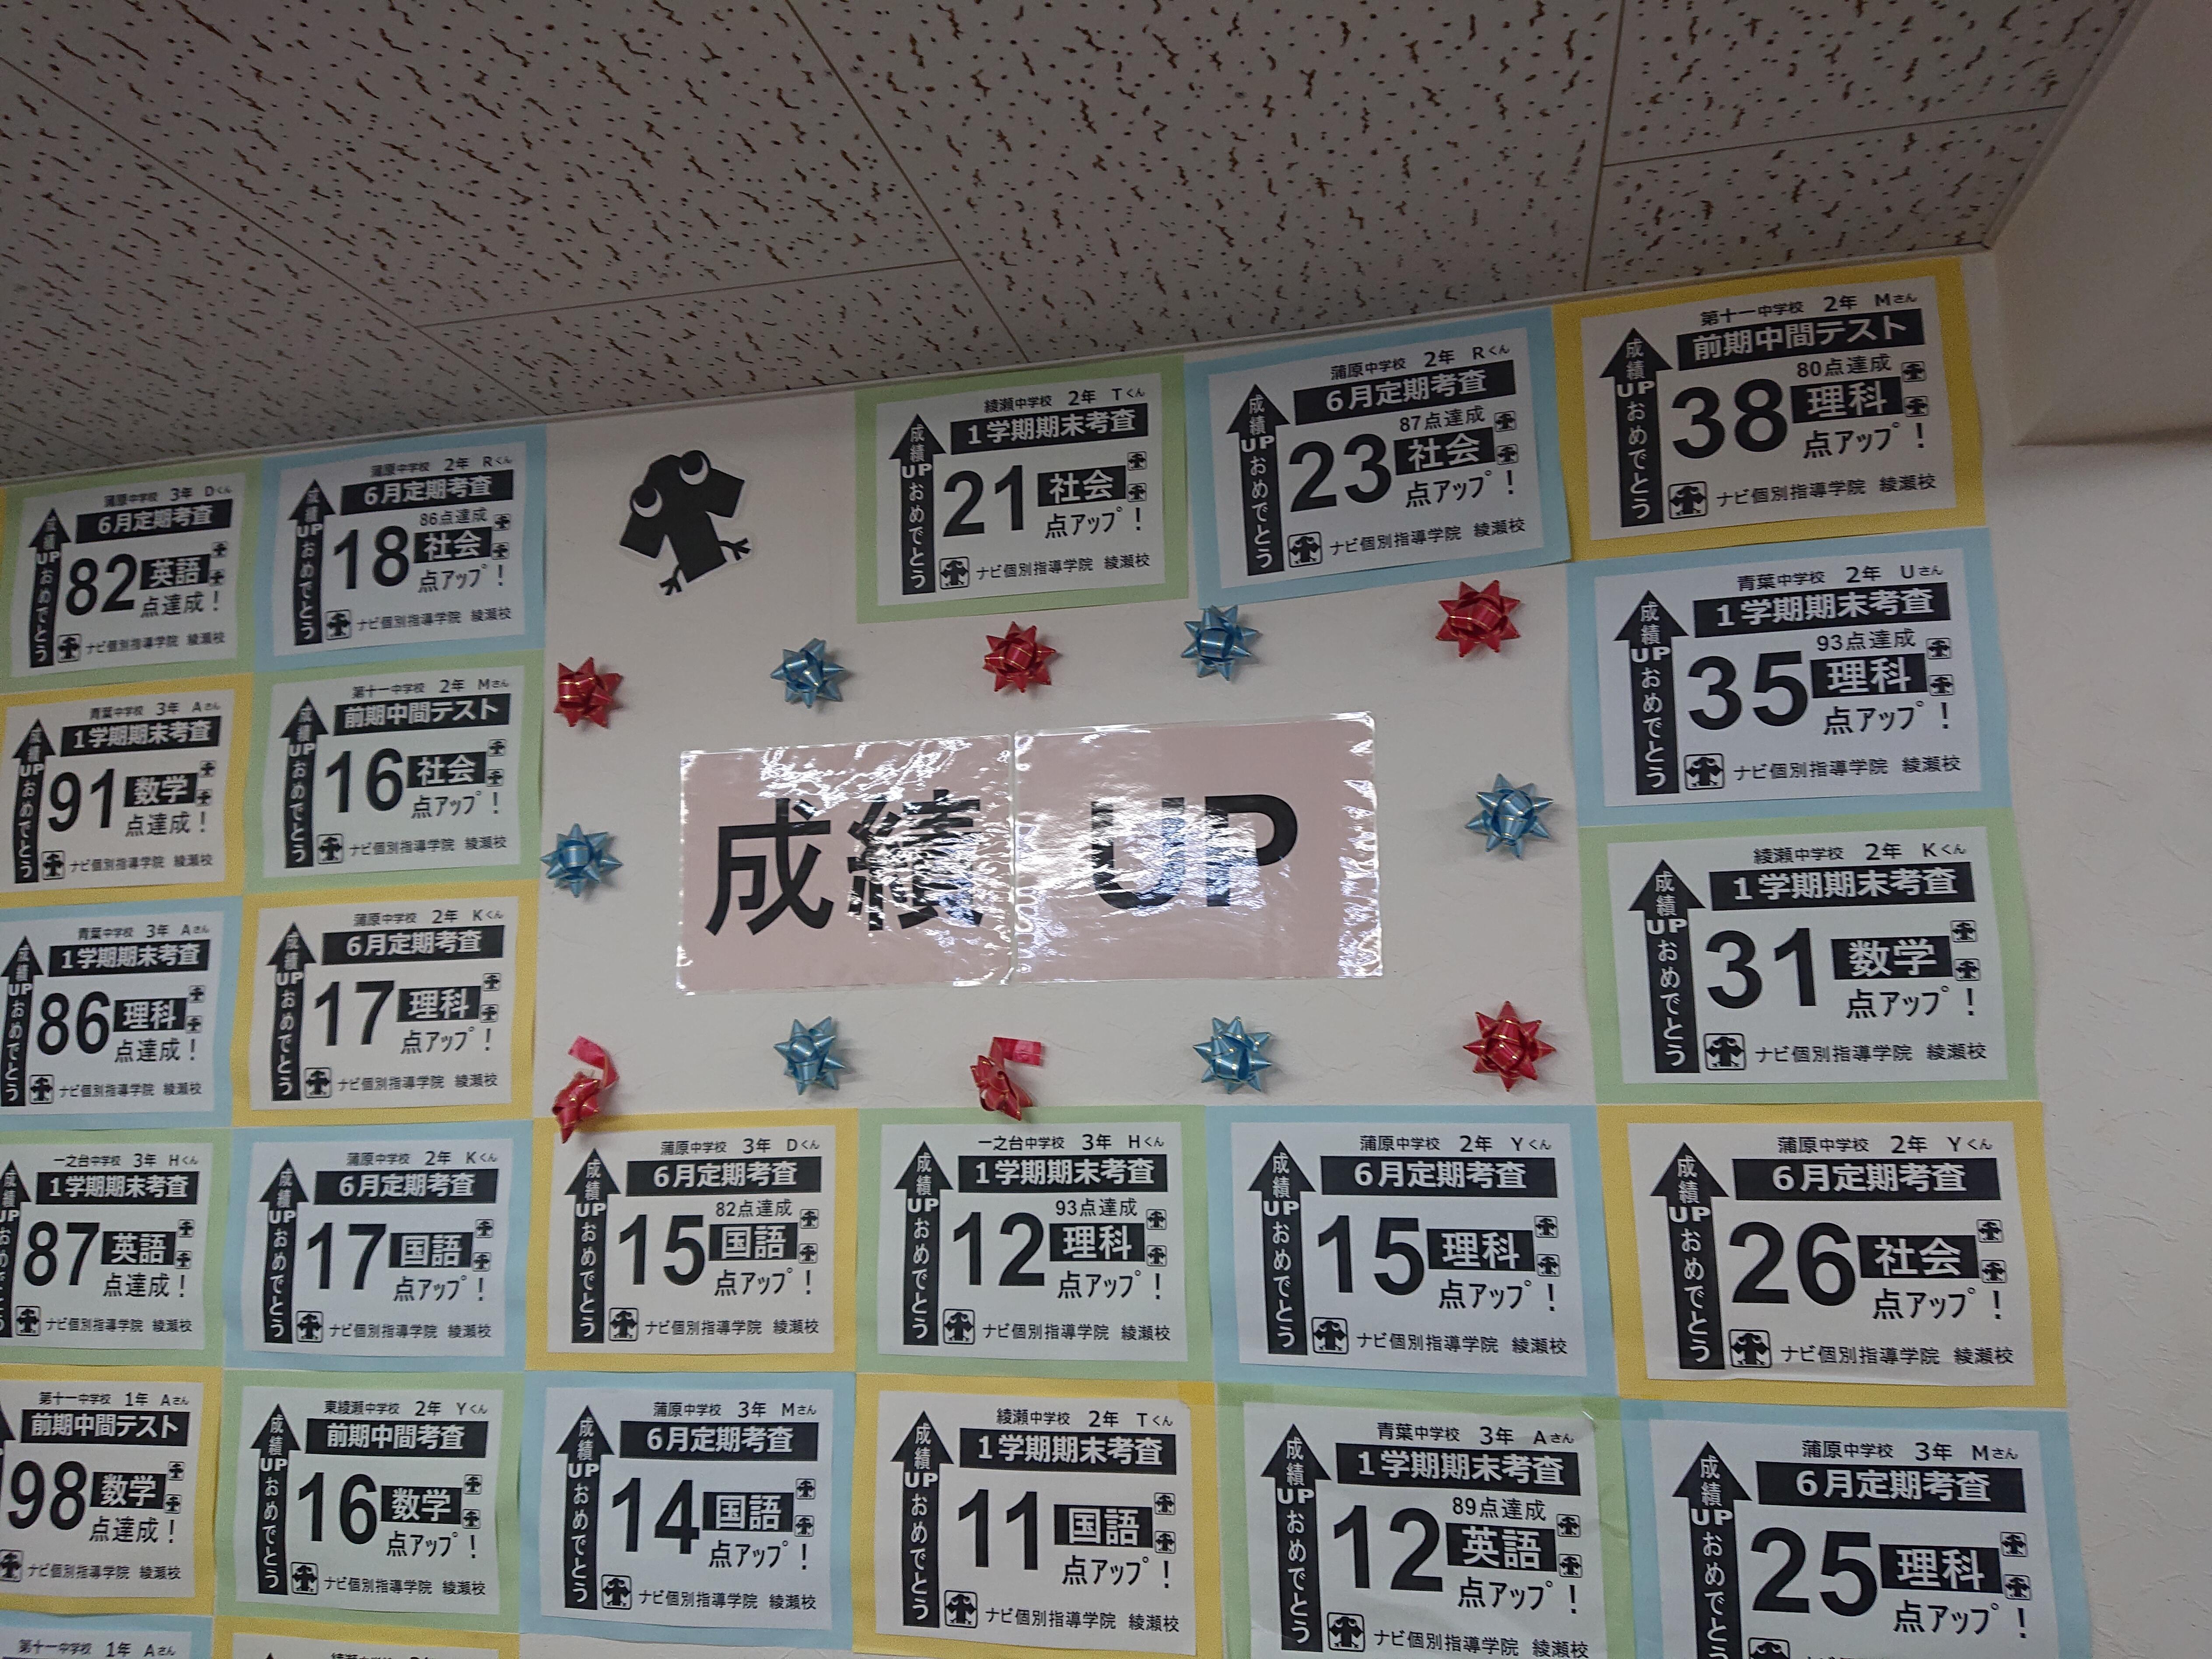 成績 UP
蒲原中学校 3年 Dくん
6月定期考査
82 英語
点達成！
成績UPおめでとう
ナビ個別指導学院 綾瀬校
蒲原中学校 2年 Rくん
6月定期考査
86点達成
18 社会
点アップ！
成績UPおめでとう
ナビ個別指導学院 綾瀬校
綾瀬中学校 2年 Tくん
1学期期末考査
21 社会
点アップ！
成績UPおめでとう
ナビ個別指導学院 綾瀬校
蒲原中学校 2年 Rくん
6月定期考査
87点達成
23 社会
点アップ！
成績UPおめでとう
ナビ個別指導学院 綾瀬校
第十一中学校 2年 Mさん
前期中間テスト
80点達成
38 理科
点アップ！
成績UPおめでとう
ナビ個別指導学院 綾瀬校
青葉中学校 3年 Aさん
1学期期末考査
91 数学
点達成！
成績UPおめでとう
ナビ個別指導学院 綾瀬校
第十一中学校 2年 Mさん
前期中間テスト
16 社会
点アップ！
成績UPおめでとう
ナビ個別指導学院 綾瀬校
青葉中学校 2年 Uさん
1学期期末考査
93点達成
35 理科
点アップ！
成績UPおめでとう
ナビ個別指導学院 綾瀬校
青葉中学校 3年 Aさん
1学期期末考査
86 理科
点達成！
成績UPおめでとう
ナビ個別指導学院 綾瀬校
蒲原中学校 2年 Kくん
6月定期考査
17 理科
点アップ！
成績UPおめでとう
ナビ個別指導学院 綾瀬校
綾瀬中学校 2年 Kくん
1学期期末考査
31 数学
点アップ！
成績UPおめでとう
ナビ個別指導学院 綾瀬校
一之台中学校 3年 Hくん
1学期期末考査
87 英語
点達成！
成績UPおめでとう
ナビ個別指導学院 綾瀬校
蒲原中学校 2年 Kくん
6月定期考査
17 国語
点アップ！
成績UPおめでとう
ナビ個別指導学院 綾瀬校
蒲原中学校 3年 Dくん
6月定期考査
82点達成
15 国語
点アップ！
成績UPおめでとう
ナビ個別指導学院 綾瀬校
一之台中学校 3年 Hくん
1学期期末考査
93点達成
12 理科
点アップ！
成績UPおめでとう
ナビ個別指導学院 綾瀬校
蒲原中学校 2年 Yくん
6月定期考査
15 理科
点アップ！
成績UPおめでとう
ナビ個別指導学院 綾瀬校
蒲原中学校 2年 Yくん
6月定期考査
26 社会
点アップ！
成績UPおめでとう
ナビ個別指導学院 綾瀬校
第十一中学校 1年 Aさん
前期中間テスト
98 数学
点達成！
ナビ個別指導学院 綾瀬校
東綾瀬中学校 2年 Yくん
前期中間考査
16 数学
点アップ！
成績UPおめでとう
ナビ個別指導学院 綾瀬校
蒲原中学校 3年 Mさん
6月定期考査
14 国語
点アップ！
成績UPおめでとう
ナビ個別指導学院 綾瀬校
綾瀬中学校 2年 Tくん
1学期期末考査
11 国語
点アップ！
成績UPおめでとう
ナビ個別指導学院 綾瀬校
青葉中学校 3年 Aさん
1学期期末考査
89点達成
12 英語
点アップ！
成績UPおめでとう
ナビ個別指導学院 綾瀬校
蒲原中学校 3年 Mさん
6月定期考査
25 理科
点アップ！
成績UPおめでとう
第十一中学校 1年 Aさん